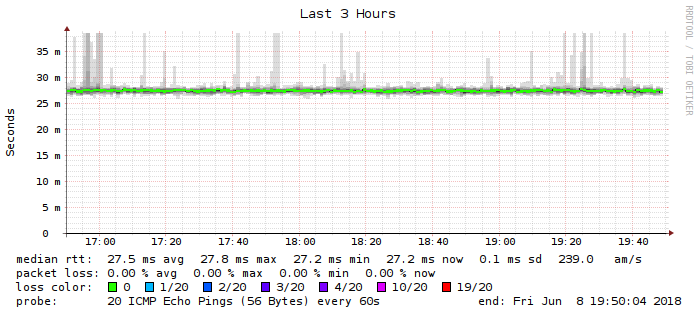 Last 3 Hours
RRDTOOL / TOBI OETIKER
Seconds
35 m
30 m
25 m
20 m
15 m
10 m
5 m
0
17:00 17:20 17:40 18:00 18:20 18:40 19:00 19:20 19:40
median rtt: 27.5 ms avg 27.8 ms max 27.2 ms min 27.2 ms now 0.1 ms sd 239.0 am/s
packet loss: 0.00 % avg 0.00 % max 0.00 % min 0.00 % now
loss color: 0 1/20 2/20 3/20 4/20 10/20 19/20
probe: 20 ICMP Echo Pings (56 Bytes) every 60s end: Fri Jun 8 19:50:04 2018